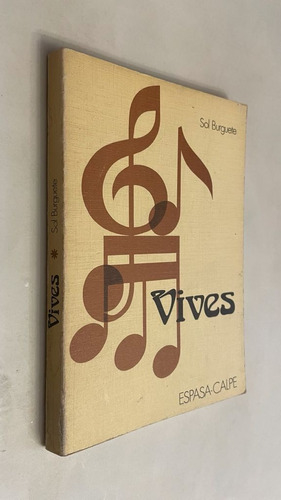 Sol Burguete
Vives
ESPASA-CALPE
Vives * Sol Burguete